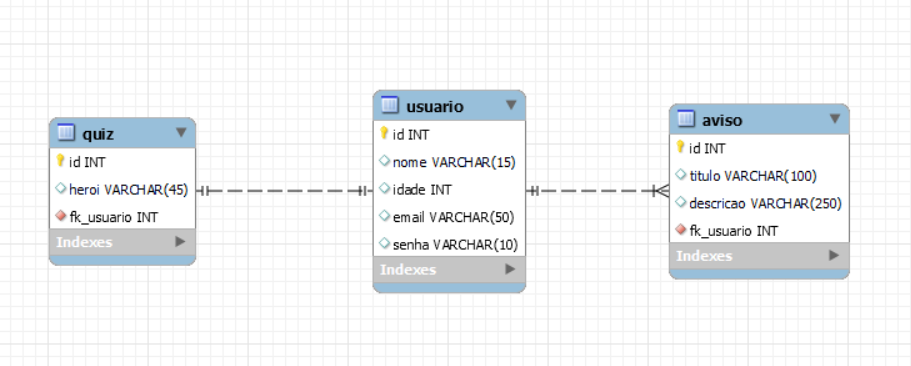 quiz
id INT
heroi VARCHAR(45)
fk_usuario INT
Indexes
usuario
id INT
nome VARCHAR(15)
idade INT
email VARCHAR(50)
senha VARCHAR(10)
Indexes
aviso
id INT
titulo VARCHAR(100)
descricao VARCHAR(250)
fk_usuario INT
Indexes